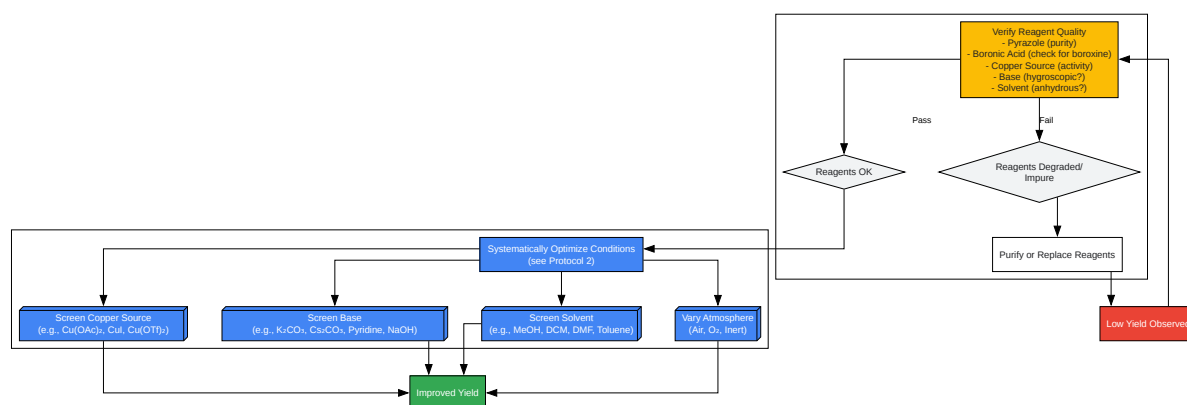 Verify Reagent Quality
- Pyrazole (purity)
- Boronic Acid (check for boroxine)
- Copper Source (activity)
- Base (hygroscopic?)
- Solvent (anhydrous?)
Pass
Fail
Reagents OK
Reagents Degraded/
Impure
Systematically Optimize Conditions
(see Protocol 2)
Purify or Replace Reagents
Screen Copper Source
(e.g., Cu(OAc)₂, CuI, Cu(OTf)₂)
Screen Base
(e.g., K₂CO₃, Cs₂CO₃, Pyridine, NaOH)
Screen Solvent
(e.g., MeOH, DCM, DMF, Toluene)
Vary Atmosphere
(Air, O₂, Inert)
Low Yield Observed
Improved Yield